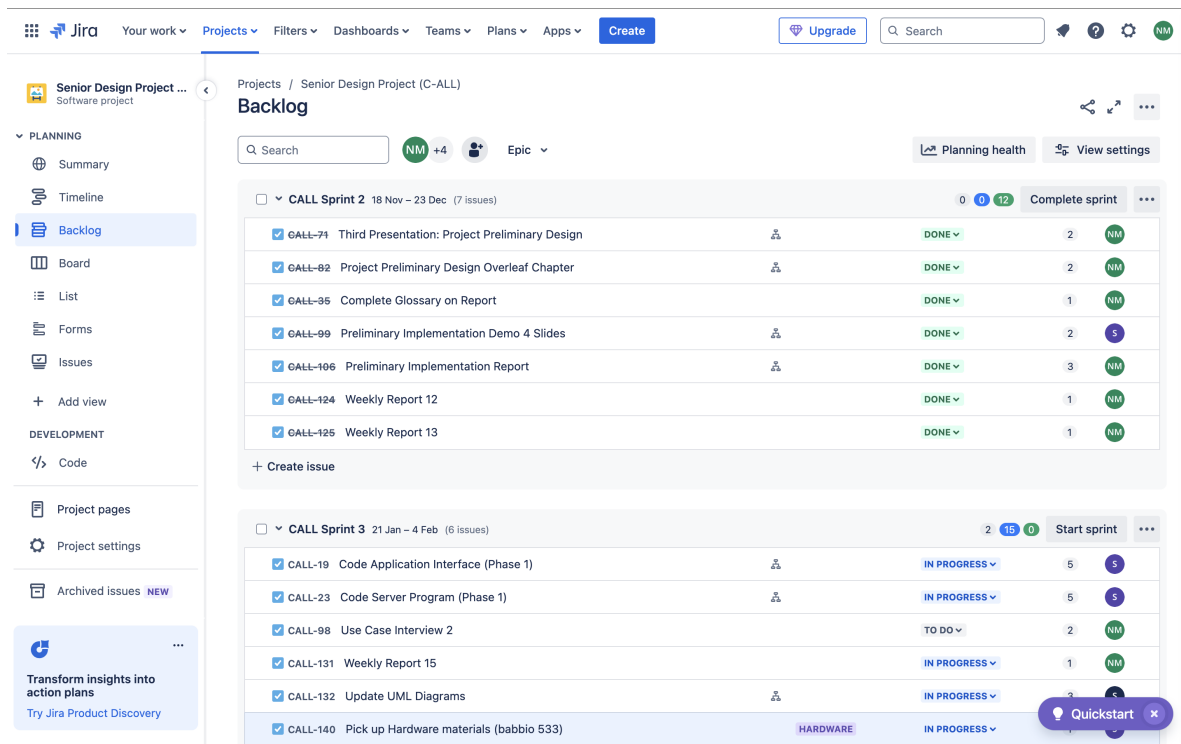 Jira Your work Projects Filters Dashboards Teams Plans Apps Create Upgrade Search NM
Senior Design Project ...
Software project
PLANNING
Summary
Timeline
Backlog
Board
List
Forms
Issues
Add view
DEVELOPMENT
Code
Project pages
Project settings
Archived issues NEW
Transform insights into
action plans
Try Jira Product Discovery
Projects / Senior Design Project (C-ALL)
Backlog
Search NM +4 Epic Planning health View settings
CALL Sprint 2 18 Nov – 23 Dec (7 issues) 0 0 12 Complete sprint
CALL-71 Third Presentation: Project Preliminary Design DONE 2 NM
CALL-82 Project Preliminary Design Overleaf Chapter DONE 2 NM
CALL-35 Complete Glossary on Report DONE 1 NM
CALL-99 Preliminary Implementation Demo 4 Slides DONE 2 S
CALL-106 Preliminary Implementation Report DONE 3 NM
CALL-124 Weekly Report 12 DONE 1 NM
CALL-125 Weekly Report 13 DONE 1 NM
+ Create issue
CALL Sprint 3 21 Jan – 4 Feb (6 issues) 2 15 0 Start sprint
CALL-19 Code Application Interface (Phase 1) IN PROGRESS 5 S
CALL-23 Code Server Program (Phase 1) IN PROGRESS 5 S
CALL-98 Use Case Interview 2 TO DO 2 NM
CALL-131 Weekly Report 15 IN PROGRESS 1 NM
CALL-132 Update UML Diagrams IN PROGRESS 3 S
CALL-140 Pick up Hardware materials (babbio 533) HARDWARE IN PROGRESS
Quickstart